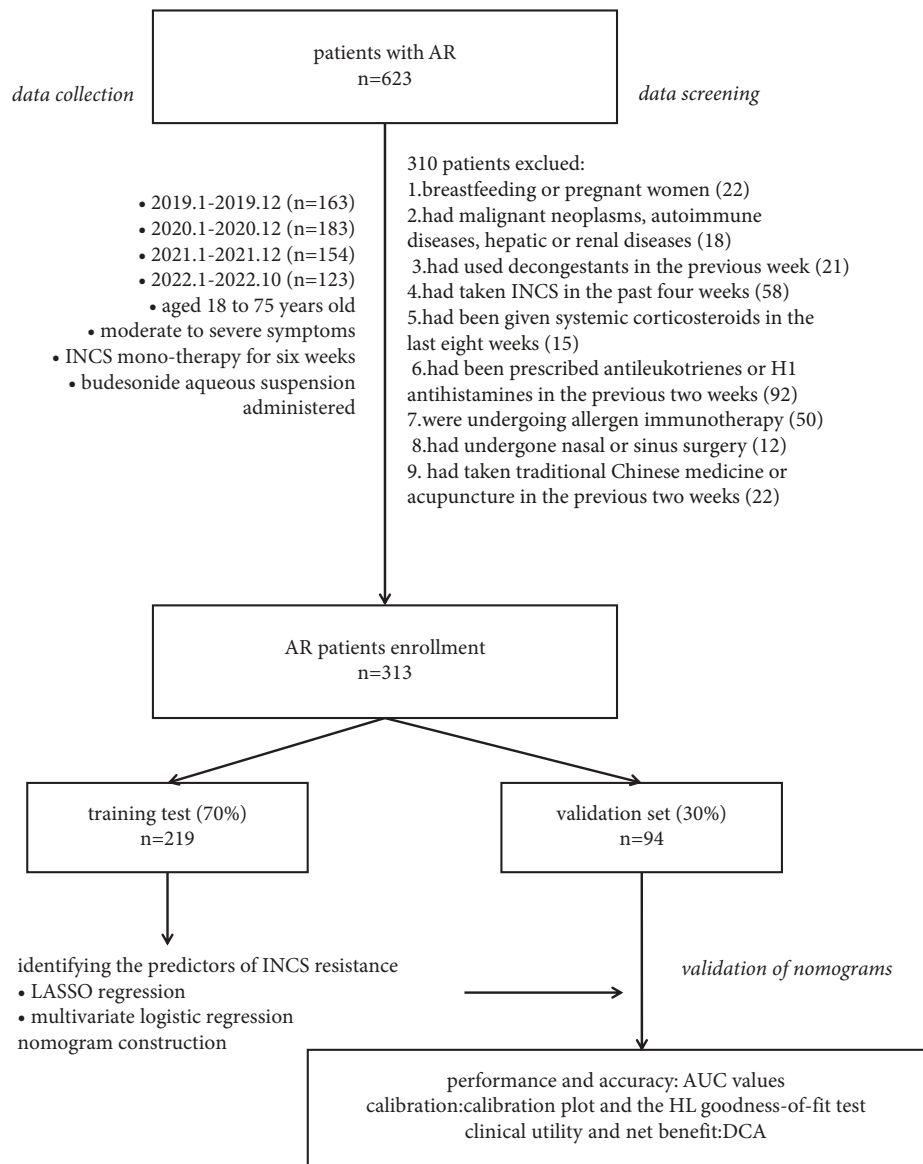 patients with AR
n=623
data collection
data screening
• 2019.1-2019.12 (n=163)
• 2020.1-2020.12 (n=183)
• 2021.1-2021.12 (n=154)
• 2022.1-2022.10 (n=123)
• aged 18 to 75 years old
• moderate to severe symptoms
• INCS mono-therapy for six weeks
• budesonide aqueous suspension
administered
310 patients exclued:
1.breastfeeding or pregnant women (22)
2.had malignant neoplasms, autoimmune
diseases, hepatic or renal diseases (18)
3.had used decongestants in the previous week (21)
4.had taken INCS in the past four weeks (58)
5.had been given systemic corticosteroids in the
last eight weeks (15)
6.had been prescribed antileukotrienes or H1
antihistamines in the previous two weeks (92)
7.were undergoing allergen immunotherapy (50)
8.had undergone nasal or sinus surgery (12)
9. had taken traditional Chinese medicine or
acupuncture in the previous two weeks (22)
AR patients enrollment
n=313
training test (70%)
n=219
validation set (30%)
n=94
identifying the predictors of INCS resistance
• LASSO regression
• multivariate logistic regression
nomogram construction
validation of nomograms
performance and accuracy: AUC values
calibration:calibration plot and the HL goodness-of-fit test
clinical utility and net benefit:DCA